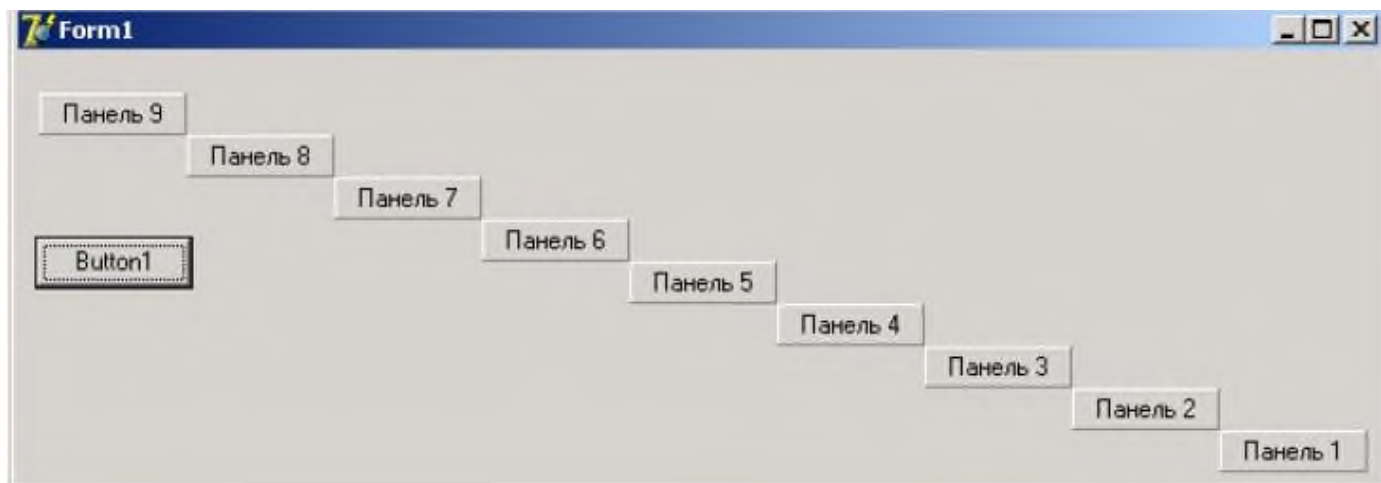 Form1
Панель 9
Панель 8
Панель 7
Панель 6
Button1
Панель 5
Панель 4
Панель 3
Панель 2
Панель 1